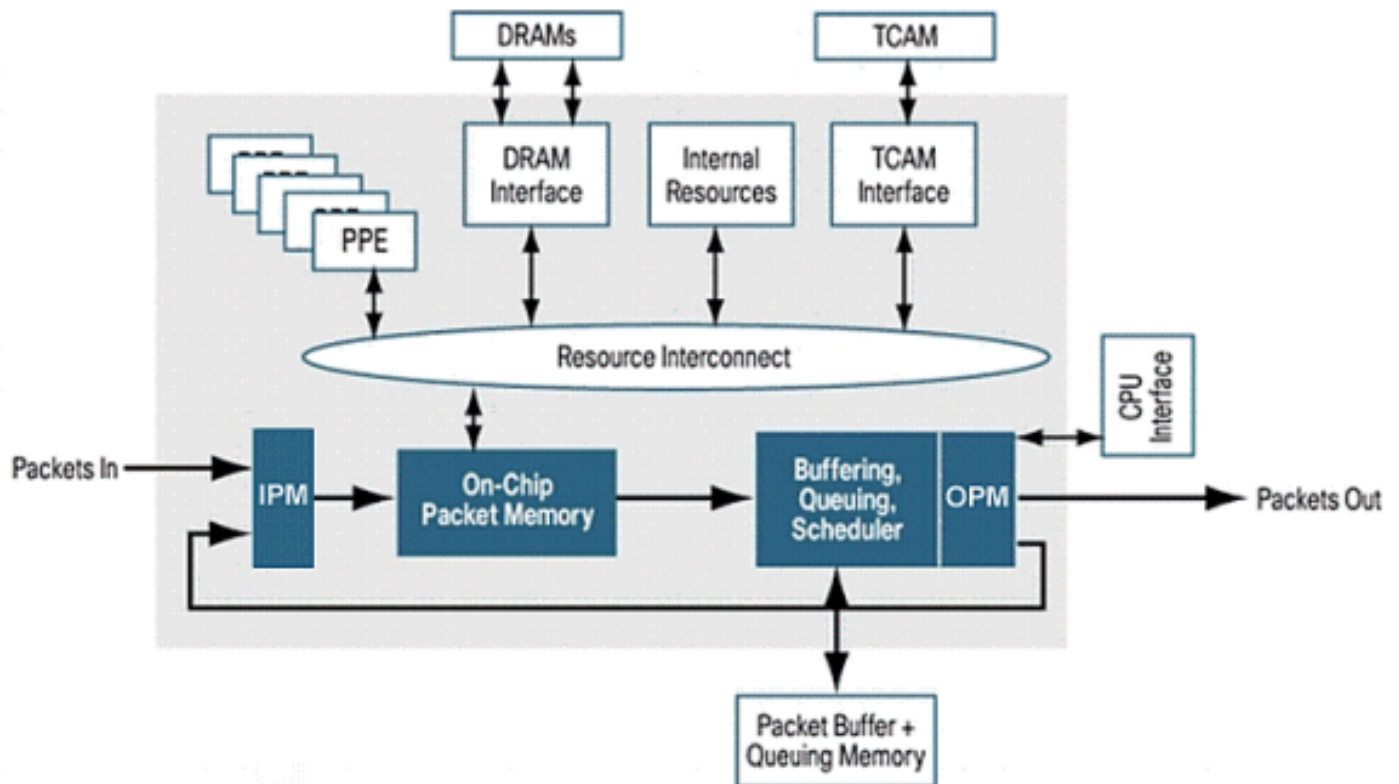 DRAMs
TCAM
DRAM
Interface
Internal
Resources
TCAM
Interface
PPE
Resource Interconnect
CPU
Interface
Packets In
IPM
On-Chip
Packet Memory
Buffering,
Queuing,
Scheduler
OPM
Packets Out
Packet Buffer +
Queuing Memory